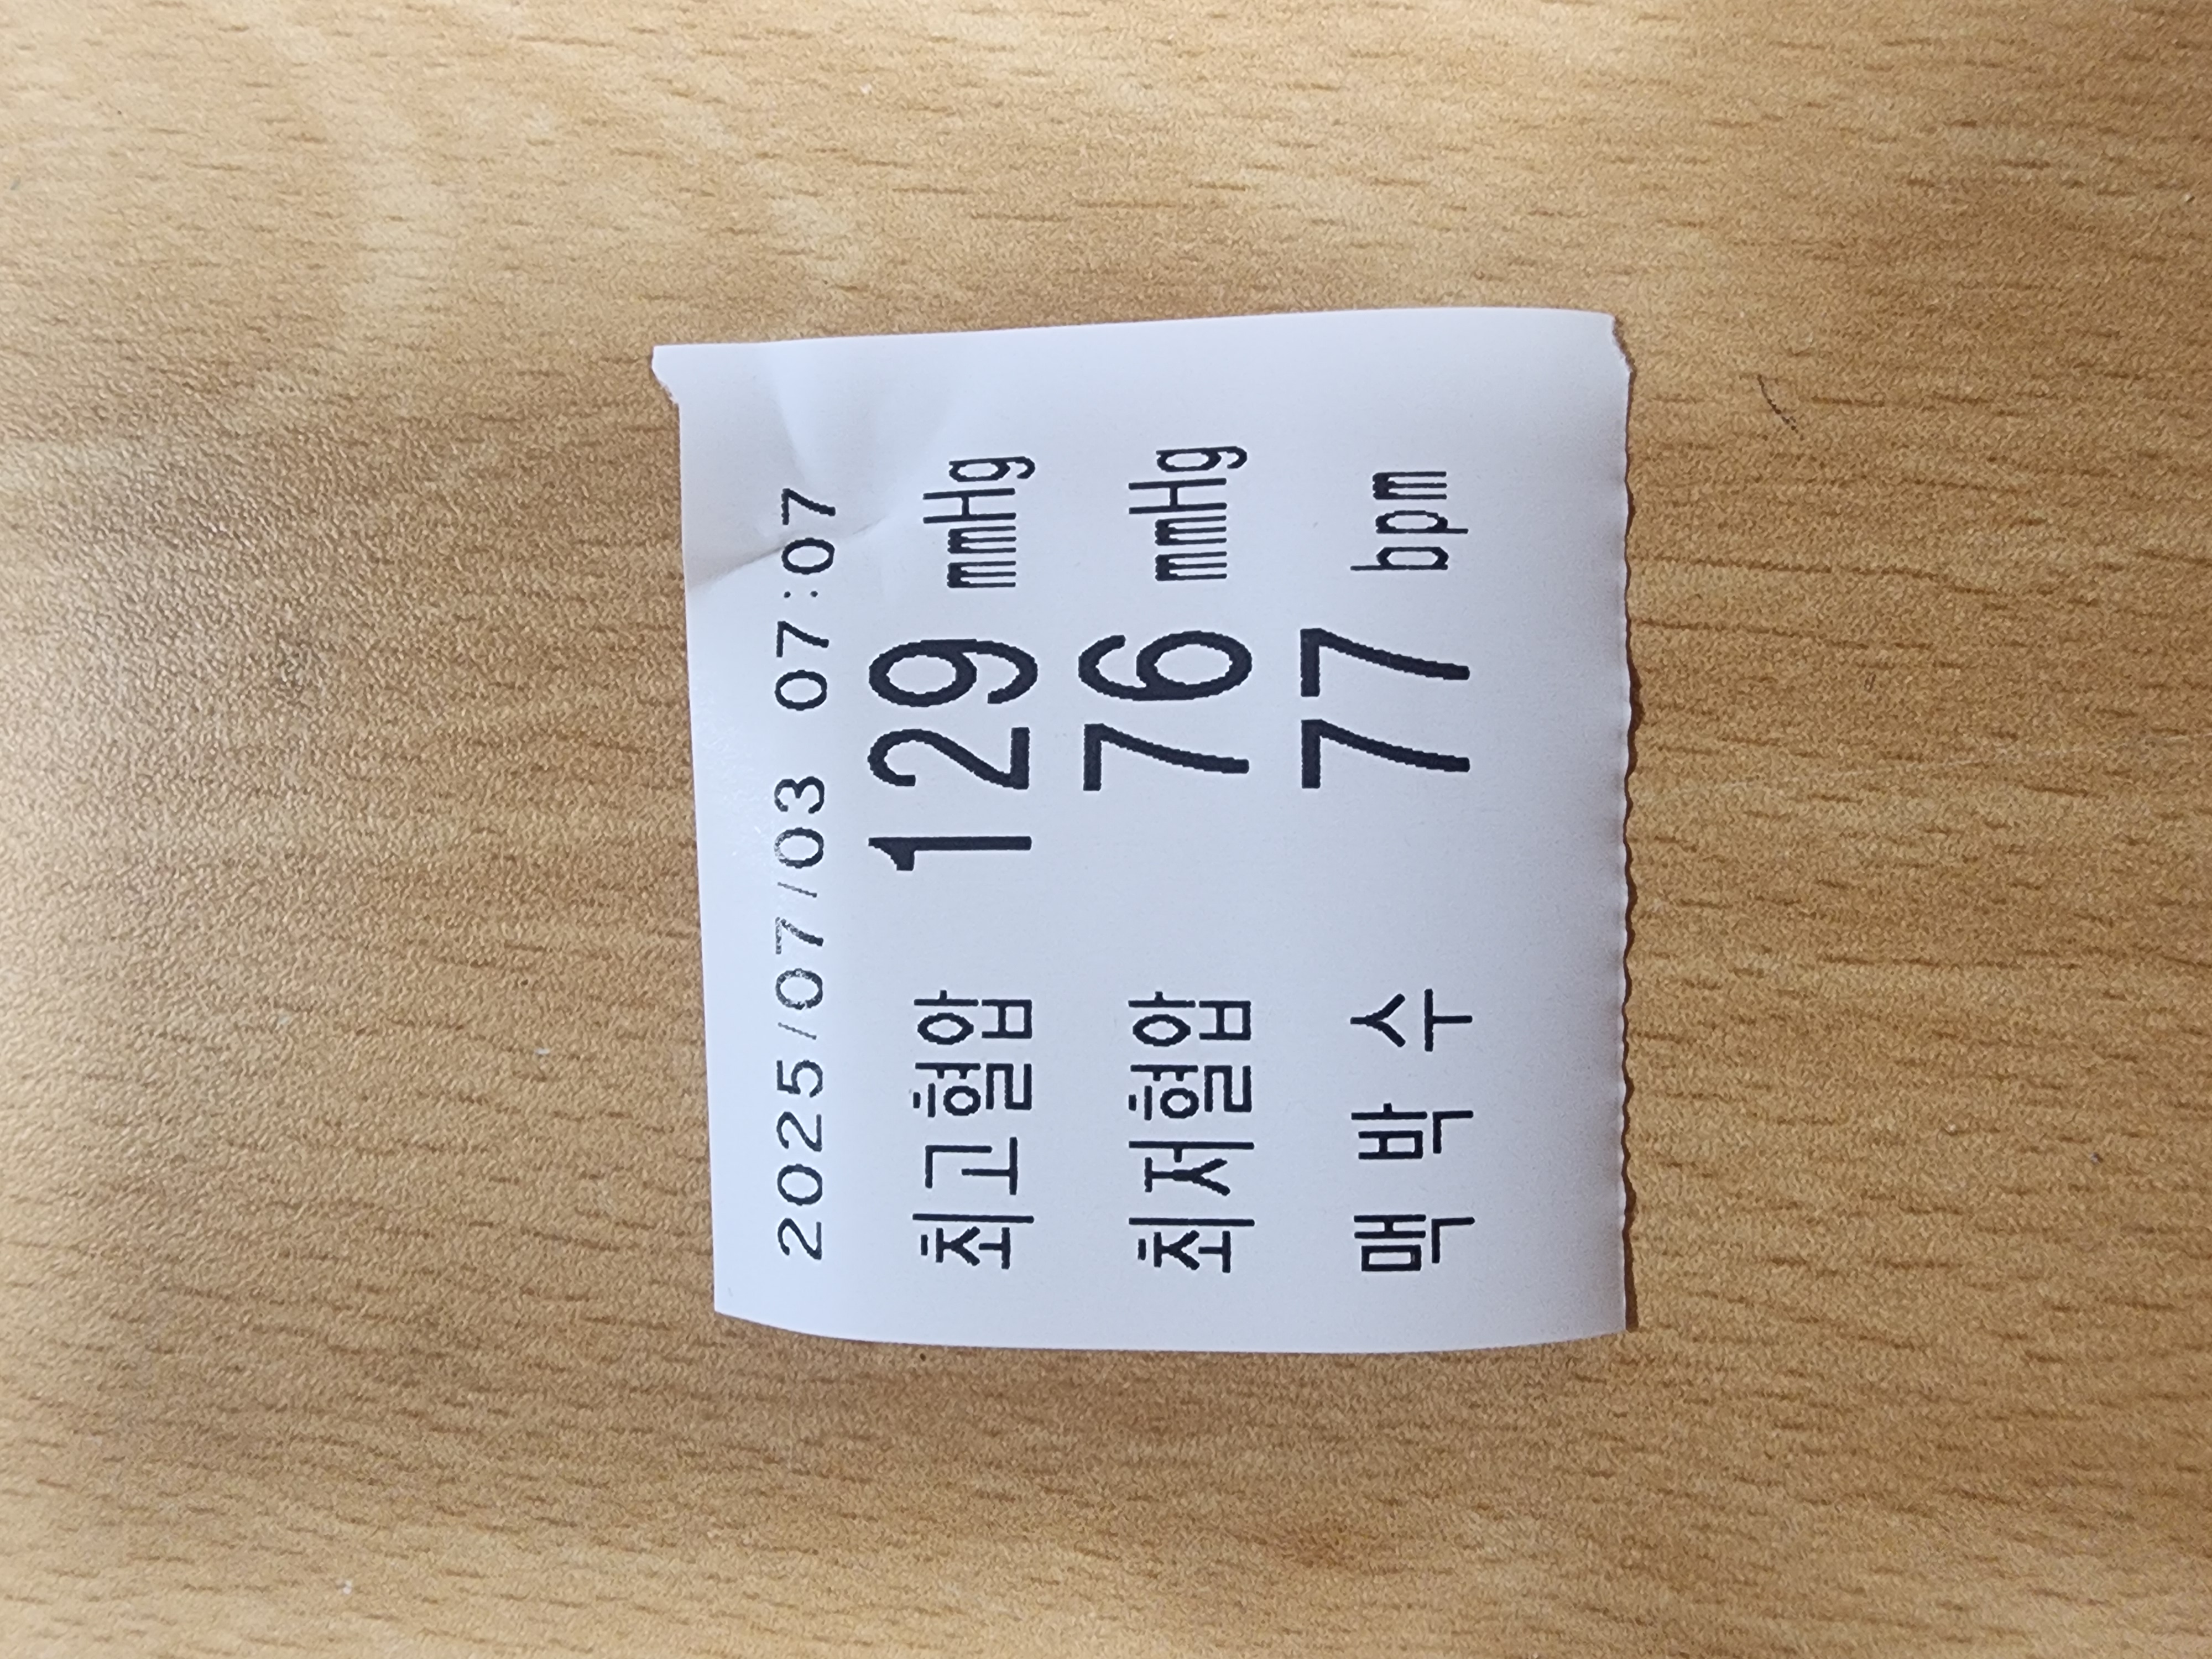 2025/07/03 07:07
최고혈압 129 mmHg
최저혈압 76 mmHg
맥 박 수 77 bpm